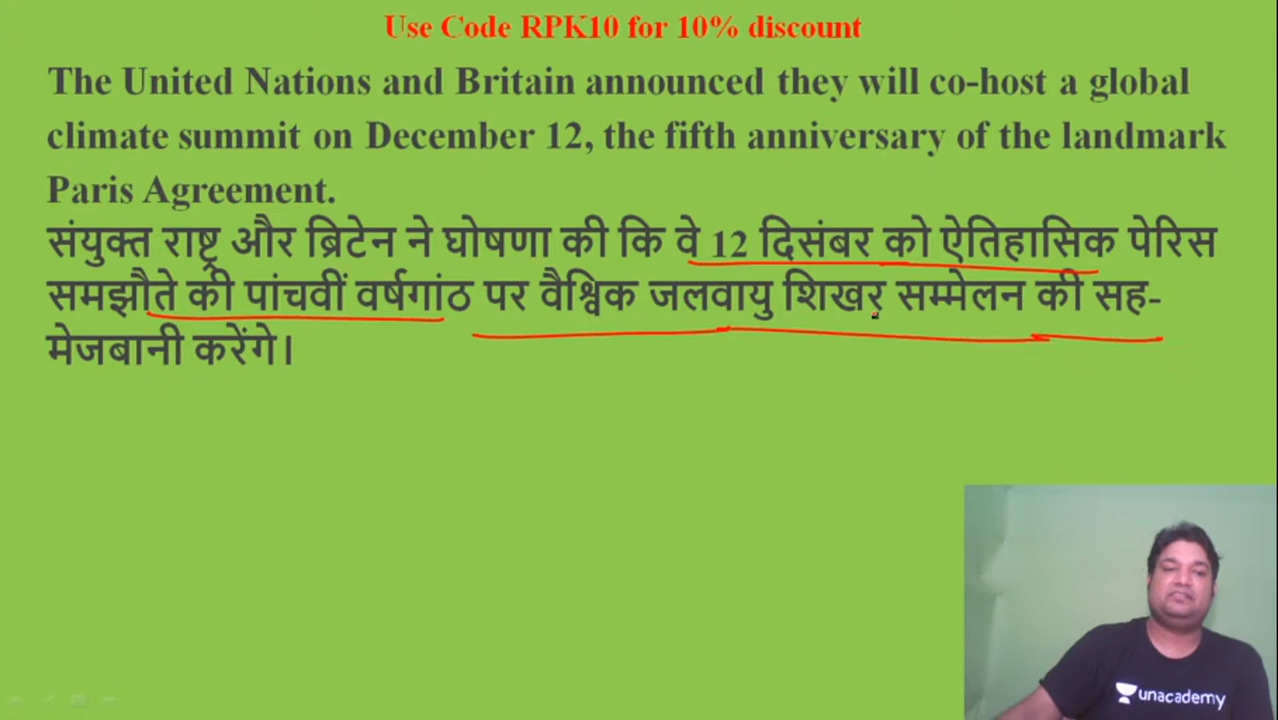 Use Code RPK10 for 10% discount
The United Nations and Britain announced they will co-host a global
climate summit on December 12, the fifth anniversary of the landmark
Paris Agreement.
संयुक्त राष्ट्र और ब्रिटेन ने घोषणा की कि वे 12 दिसंबर को ऐतिहासिक पेरिस
समझौते की पांचवीं वर्षगांठ पर वैश्विक जलवायु शिखर सम्मेलन की सह-
मेजबानी करेंगे।
unacademy